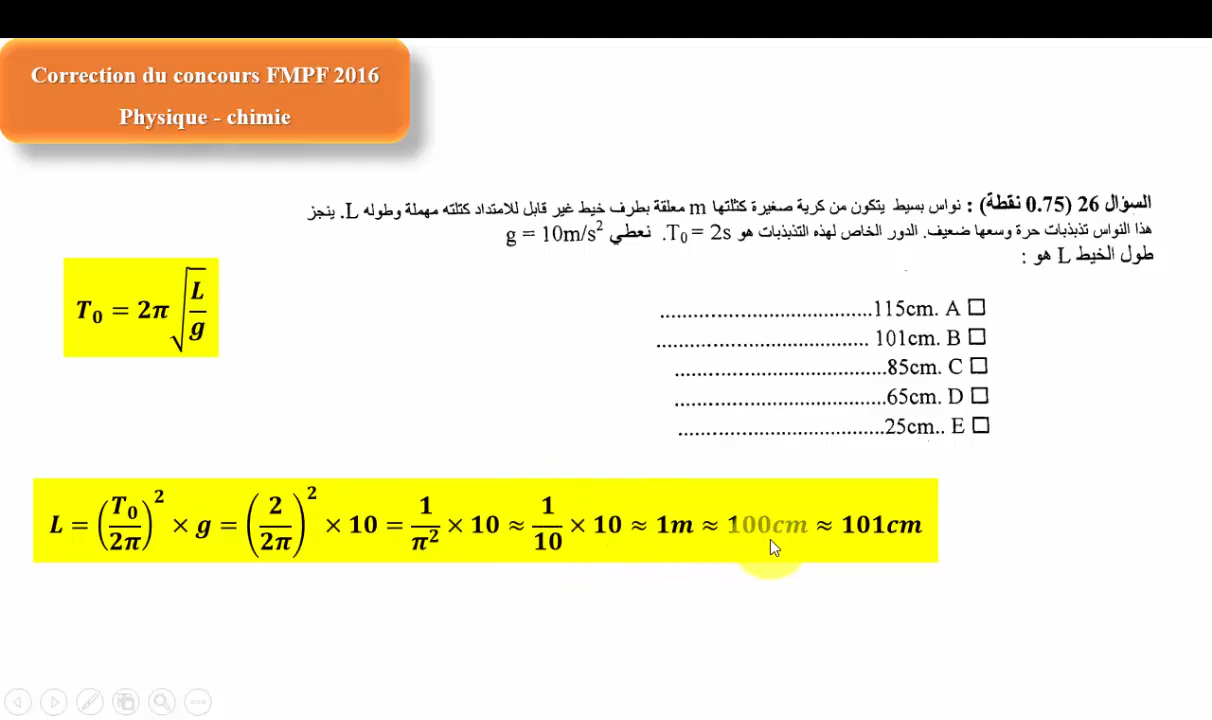 Correction du concours FMPF 2016
Physique - chimie
السؤال 26 (0.75 نقطة) : نواس بسيط يتكون من كرية صغيرة كتلتها m معلقة بطرف خيط غير قابل للامتداد كتلته مهملة وطوله L. ينجز
هذا النواس تذبذبات حرة وسعها ضعيف. الدور الخاص لهذه التذبذبات هو T₀ = 2s. نعطي g = 10m/s²
طول الخيط L هو :
T₀ = 2π √(L/g)
☐ A .115cm.....................................
☐ B .101cm .....................................
☐ C .85cm.....................................
☐ D .65cm.....................................
☐ E ..25cm....................................
L = (T₀/2π)² × g = (2/2π)² × 10 = 1/π² × 10 ≈ 1/10 × 10 ≈ 1m ≈ 100cm ≈ 101cm